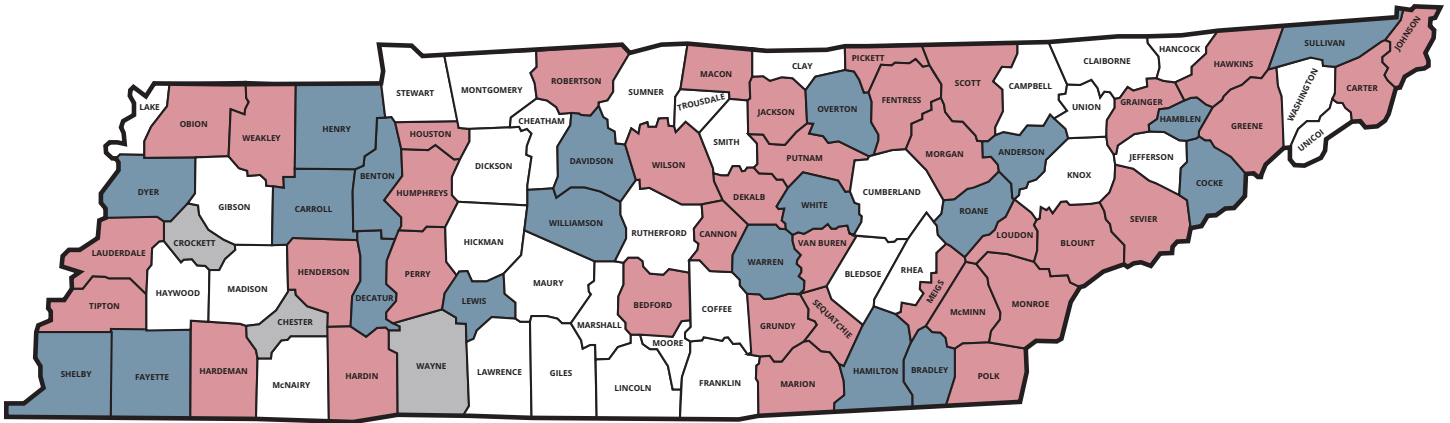 LAKE
OBION
WEAKLEY
HENRY
STEWART
MONTGOMERY
ROBERTSON
SUMNER
MACON
TROUSDALE
CLAY
PICKETT
SCOTT
CAMPBELL
CLAIBORNE
HANCOCK
HAWKINS
SULLIVAN
JOHNSON
CARTER
WASHINGTON
UNICOI
GREENE
HAMBLEN
GRAINGER
UNION
FENTRESS
OVERTON
JACKSON
CHEATHAM
HOUSTON
DICKSON
DAVIDSON
WILSON
SMITH
PUTNAM
MORGAN
ANDERSON
KNOX
JEFFERSON
COCKE
SEVIER
BLOUNT
LOUDON
ROANE
CUMBERLAND
WHITE
DEKALB
CANNON
RUTHERFORD
WILLIAMSON
HICKMAN
HUMPHREYS
BENTON
CARROLL
GIBSON
DYER
CROCKETT
LAUDERDALE
HAYWOOD
MADISON
HENDERSON
DECATUR
PERRY
LEWIS
MAURY
BEDFORD
COFFEE
WARREN
VAN BUREN
BLEDSOE
RHEA
MEIGS
McMINN
MONROE
TIPTON
CHESTER
MARSHALL
MOORE
GRUNDY
SEQUATCHIE
SHELBY
FAYETTE
HARDEMAN
McNAIRY
HARDIN
WAYNE
LAWRENCE
GILES
LINCOLN
FRANKLIN
MARION
HAMILTON
BRADLEY
POLK